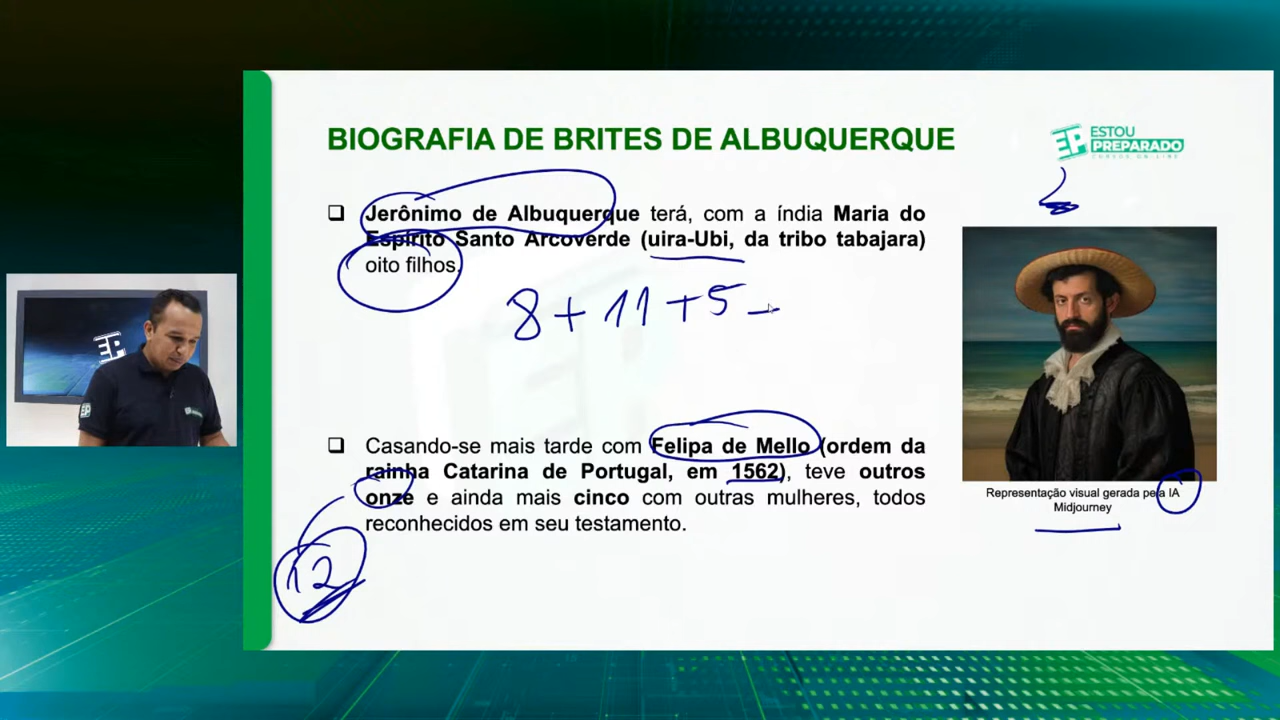 BIOGRAFIA DE BRITES DE ALBUQUERQUE
EP ESTOU
PREPARADO
CURSOS ON-LINE
Jerônimo de Albuquerque terá, com a índia Maria do
Espírito Santo Arcoverde (uira-Ubi, da tribo tabajara)
oito filhos.
8 + 11 + 5 -
Casando-se mais tarde com Felipa de Mello (ordem da
rainha Catarina de Portugal, em 1562), teve outros
onze e ainda mais cinco com outras mulheres, todos
reconhecidos em seu testamento.
12
Representação visual gerada pela IA
Midjourney
EP